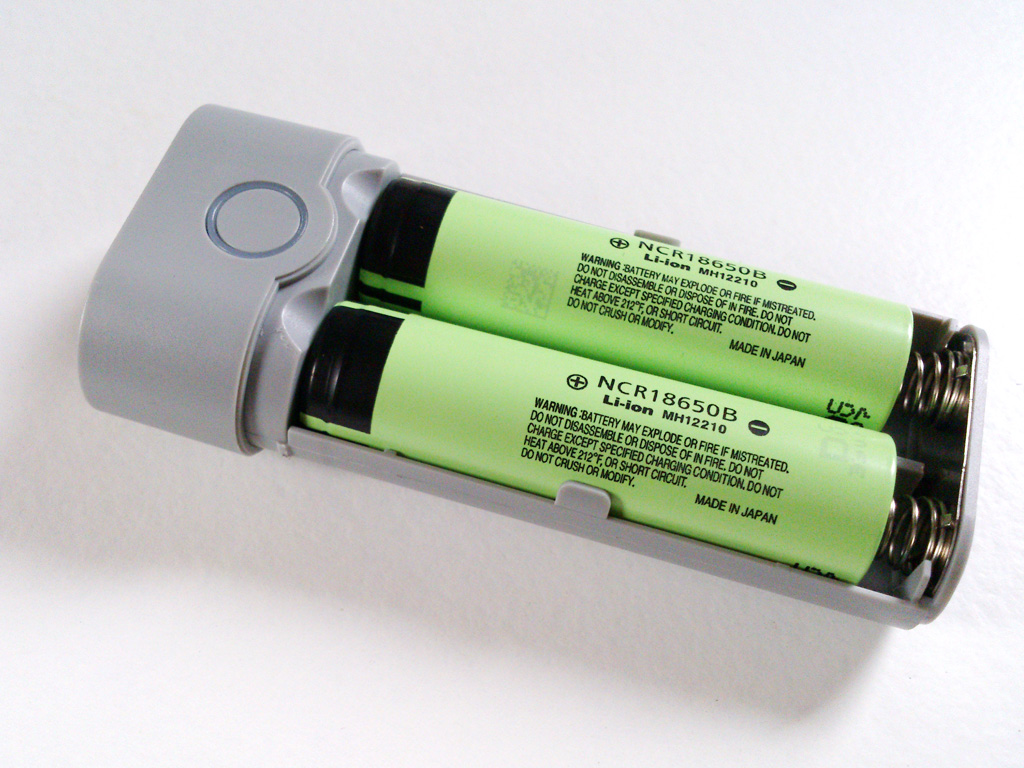 ⊕ NCR18650B ⊖
Li-ion MH12210
WARNING :BATTERY MAY EXPLODE OR FIRE IF MISTREATED.
DO NOT DISASSEMBLE OR DISPOSE OF IN FIRE. DO NOT
CHARGE EXCEPT SPECIFIED CHARGING CONDITION. DO NOT
HEAT ABOVE 212°F, OR SHORT CIRCUIT.
DO NOT CRUSH OR MODIFY.
MADE IN JAPAN
⊕ NCR18650B ⊖
Li-ion MH12210
WARNING :BATTERY MAY EXPLODE OR FIRE IF MISTREATED.
DO NOT DISASSEMBLE OR DISPOSE OF IN FIRE. DO NOT
CHARGE EXCEPT SPECIFIED CHARGING CONDITION. DO NOT
HEAT ABOVE 212°F, OR SHORT CIRCUIT.
DO NOT CRUSH OR MODIFY.
MADE IN JAPAN